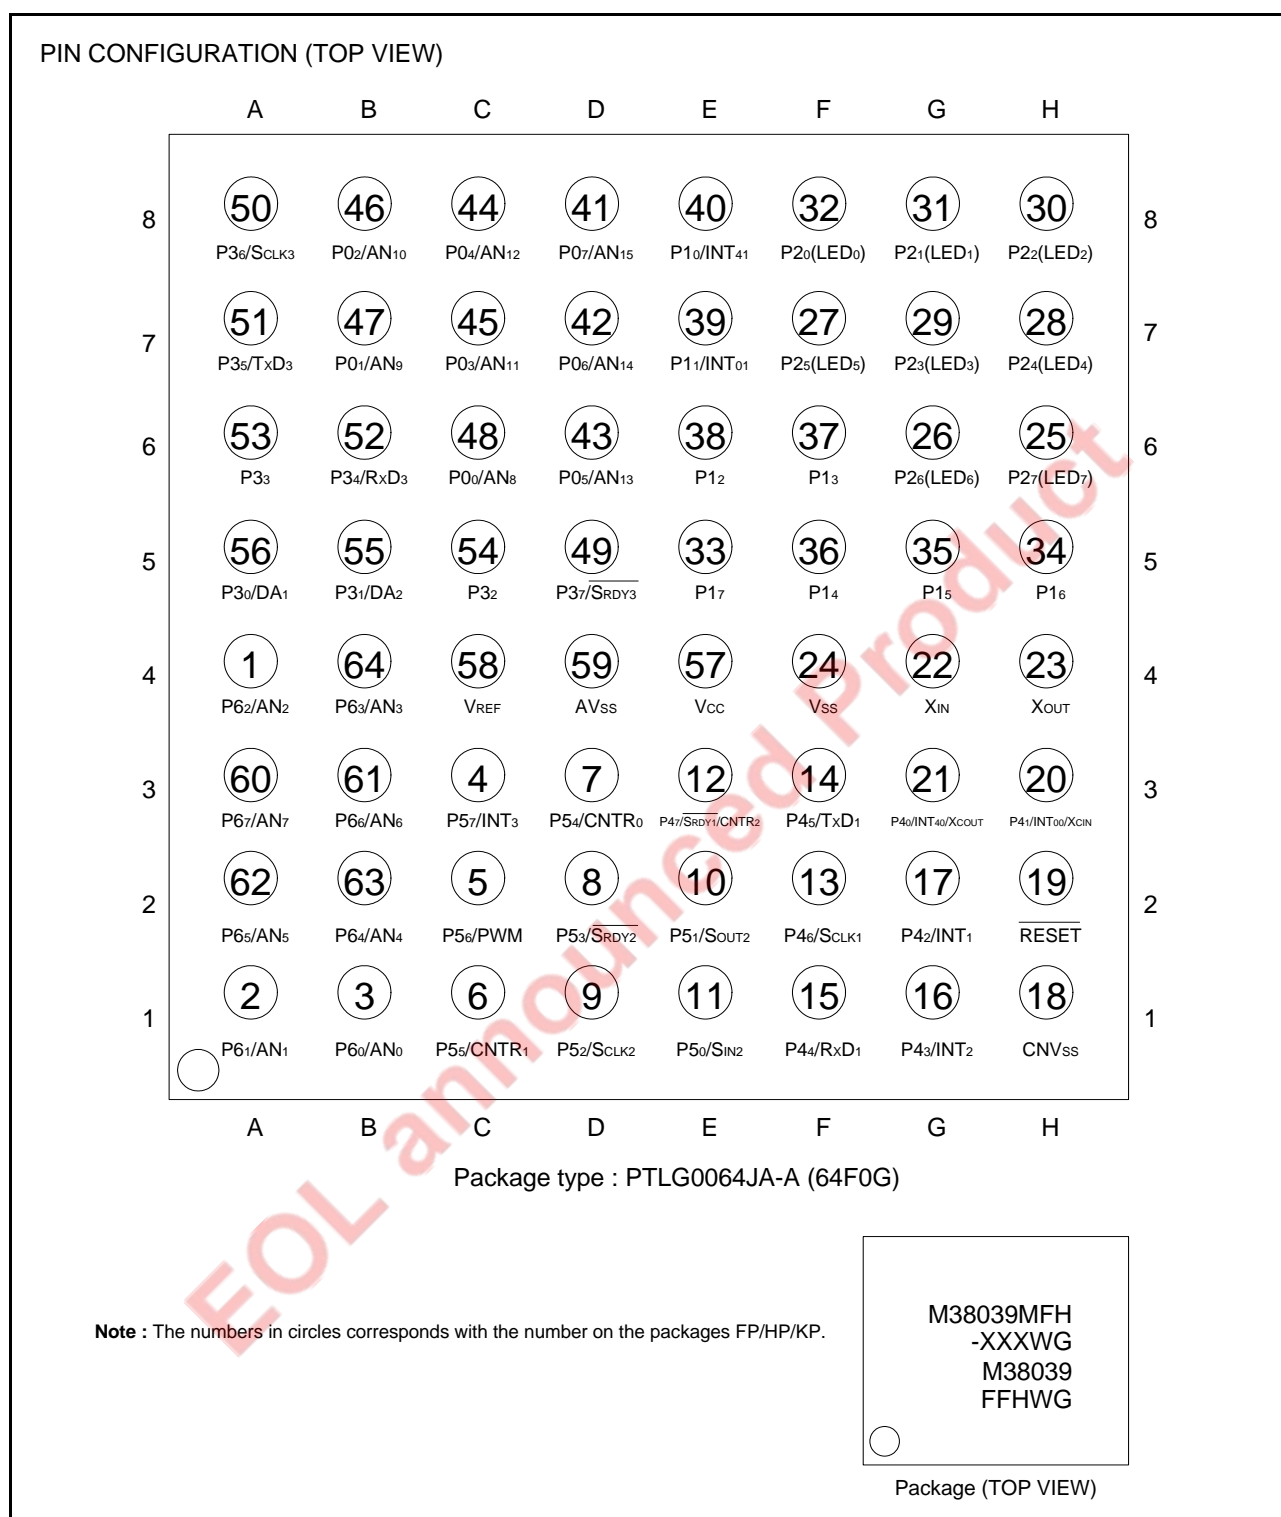 PIN CONFIGURATION (TOP VIEW)
A B C D E F G H
8 50 46 44 41 40 32 31 30 8
P36/SCLK3 P02/AN10 P04/AN12 P07/AN15 P10/INT41 P20(LED0) P21(LED1) P22(LED2)
7 51 47 45 42 39 27 29 28 7
P35/TxD3 P01/AN9 P03/AN11 P06/AN14 P11/INT01 P25(LED5) P23(LED3) P24(LED4)
6 53 52 48 43 38 37 26 25 6
P33 P34/RxD3 P00/AN8 P05/AN13 P12 P13 P26(LED6) P27(LED7)
5 56 55 54 49 33 36 35 34 5
P30/DA1 P31/DA2 P32 P37/SRDY3 P17 P14 P15 P16
4 1 64 58 59 57 24 22 23 4
P62/AN2 P63/AN3 VREF AVSS VCC VSS XIN XOUT
3 60 61 4 7 12 14 21 20 3
P67/AN7 P66/AN6 P57/INT3 P54/CNTR0 P47/SRDY1/CNTR2 P45/TxD1 P40/INT40/XCOUT P41/INT00/XCIN
2 62 63 5 8 10 13 17 19 2
P65/AN5 P64/AN4 P56/PWM P53/SRDY2 P51/SOUT2 P46/SCLK1 P42/INT1 RESET
1 2 3 6 9 11 15 16 18 1
P61/AN1 P60/AN0 P55/CNTR1 P52/SCLK2 P50/SIN2 P44/RxD1 P43/INT2 CNVSS
A B C D E F G H
Package type : PTLG0064JA-A (64F0G)
Note : The numbers in circles corresponds with the number on the packages FP/HP/KP.
M38039MFH
-XXXWG
M38039
FFHWG
Package (TOP VIEW)
EOL announced Product